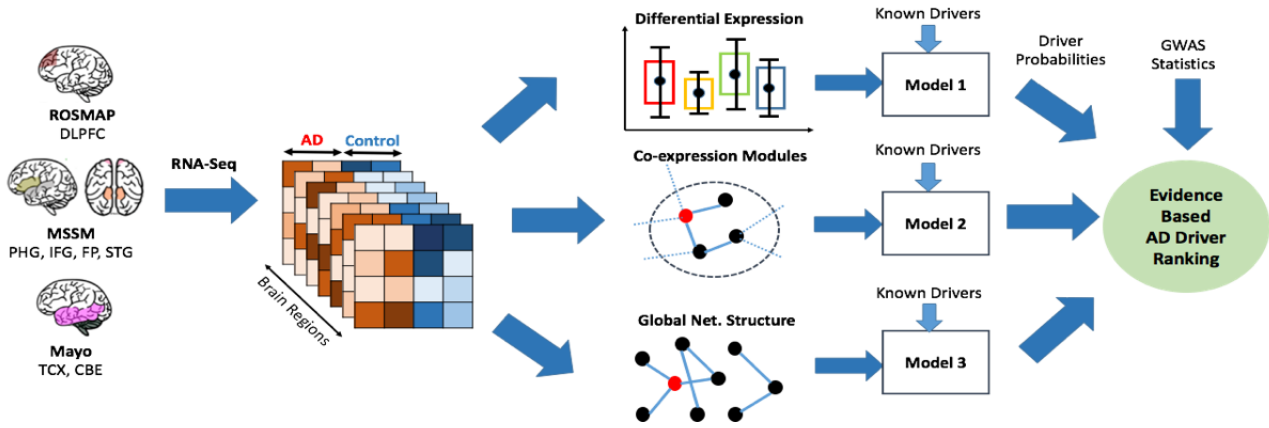 ROSMAP
DLPFC
MSSM
PHG, IFG, FP, STG
Mayo
TCX, CBE
RNA-Seq
AD
Control
Brain Regions
Differential Expression
Co-expression Modules
Global Net. Structure
Known Drivers
Model 1
Known Drivers
Model 2
Known Drivers
Model 3
Driver
Probabilities
GWAS
Statistics
Evidence
Based
AD Driver
Ranking